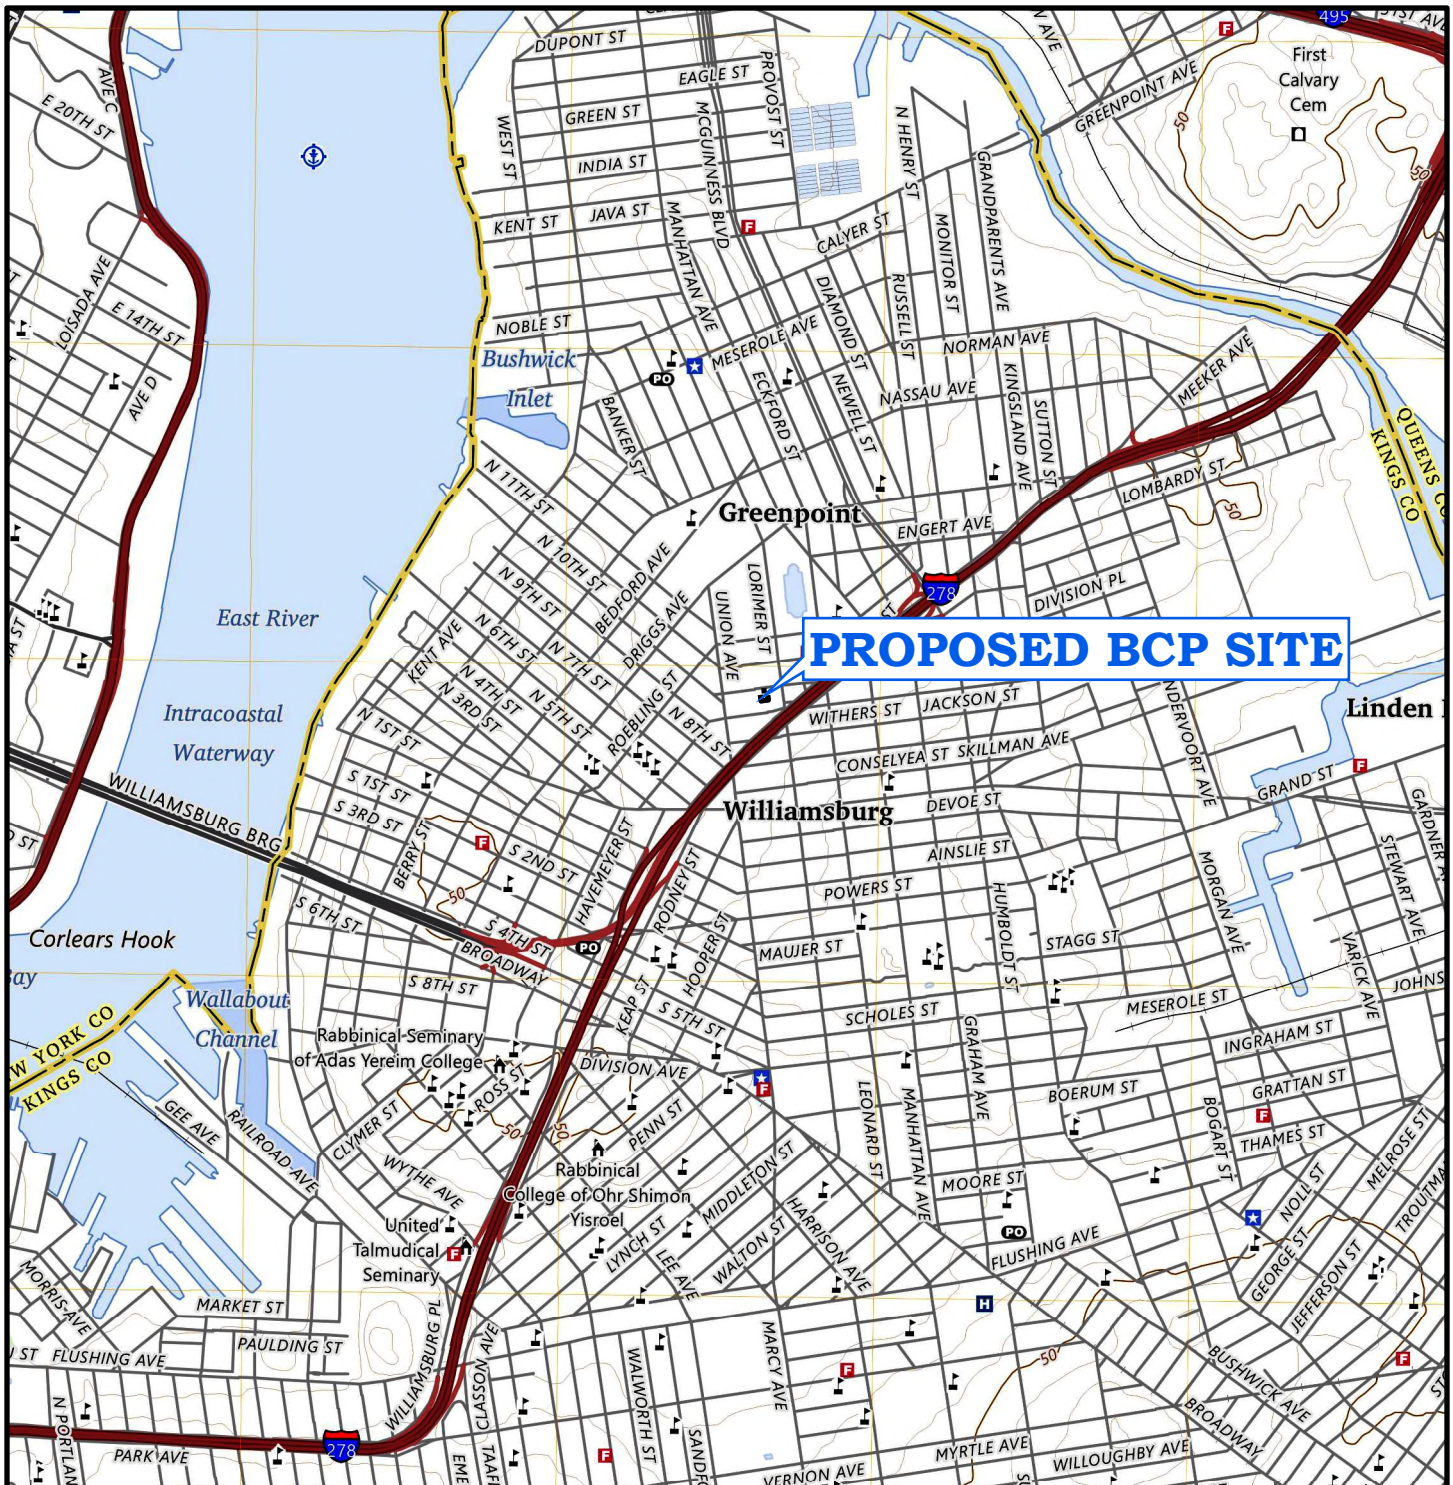 DUPONT ST
EAGLE ST
GREEN ST
INDIA ST
KENT ST
JAVA ST
WEST ST
PROVOST ST
MCGUINNESS BLVD
MANHATTAN AVE
N HENRY ST
GRANDPARENTS AVE
MONITOR ST
CALYER ST
GREENPOINT AVE
495
First
Calvary
Cem
50
50
AVE C
E 20TH ST
LOISADA AVE
E 14TH ST
AVE D
NOBLE ST
Bushwick
Inlet
MESEROLE AVE
PO
DIAMOND ST
RUSSELL ST
NORMAN AVE
NASSAU AVE
MEEKER AVE
BANKER ST
ECKFORD ST
NEWELL ST
KINGSLAND AVE
SUTTON ST
QUEENS CO
KINGS CO
LOMBARDY ST
50
N 11TH ST
Greenpoint
ENGERT AVE
N 10TH ST
N 9TH ST
BEDFORD AVE
LORIMER ST
UNION AVE
278
DIVISION PL
East River
KENT AVE
N 6TH ST
N 7TH ST
DRIGGS AVE
PROPOSED BCP SITE
N 4TH ST
N 3RD ST
N 5TH ST
ROEBLING ST
N 8TH ST
WITHERS ST
JACKSON ST
Intracoastal
Waterway
N 1ST ST
CONSELYEA ST
SKILLMAN AVE
Linden
WILLIAMSBURG BRG
S 1ST ST
S 3RD ST
Williamsburg
DEVOE ST
GRAND ST
GARDNER
STEWART AVE
BERRY ST
S 2ND ST
HAVEMEYER ST
RODNEY ST
AINSLIE ST
POWERS ST
MORGAN AVE
50
S 6TH ST
S 4TH ST
BROADWAY
PO
HOOPER ST
MAUJER ST
HUMBOLDT ST
STAGG ST
VARICK AVE
JOHNS
Corlears Hook
Bay
Wallabout
Channel
S 8TH ST
KEAP ST
S 5TH ST
SCHOLES ST
MESEROLE ST
INGRAHAM ST
KINGS CO
Rabbinical Seminary
of Adas Yereim College
DIVISION AVE
GRAHAM AVE
BOERUM ST
GRATTAN ST
ROSS ST
50
50
PENN ST
LEONARD ST
MANHATTAN AVE
BOGART ST
THAMES ST
MELROSE ST
GEE AVE
RAILROAD AVE
CLYMER ST
WYTHE AVE
Rabbinical
College of Ohr Shimon
Yisroel
MIDDLETON ST
HARRISON AVE
MOORE ST
NOLL ST
United
Talmudical
Seminary
LYNCH ST
LEE AVE
WALTON ST
PO
FLUSHING AVE
GEORGE ST
JEFFERSON ST
H
MORRIS AVE
MARKET ST
PAULDING ST
FLUSHING AVE
WILLIAMSBURG PL
CLASSON AVE
WALWORTH ST
MARCY AVE
50
BUSHWICK AVE
BROADWAY
278
PARK AVE
VERNON AVE
MYRTLE AVE
WILLOUGHBY AVE